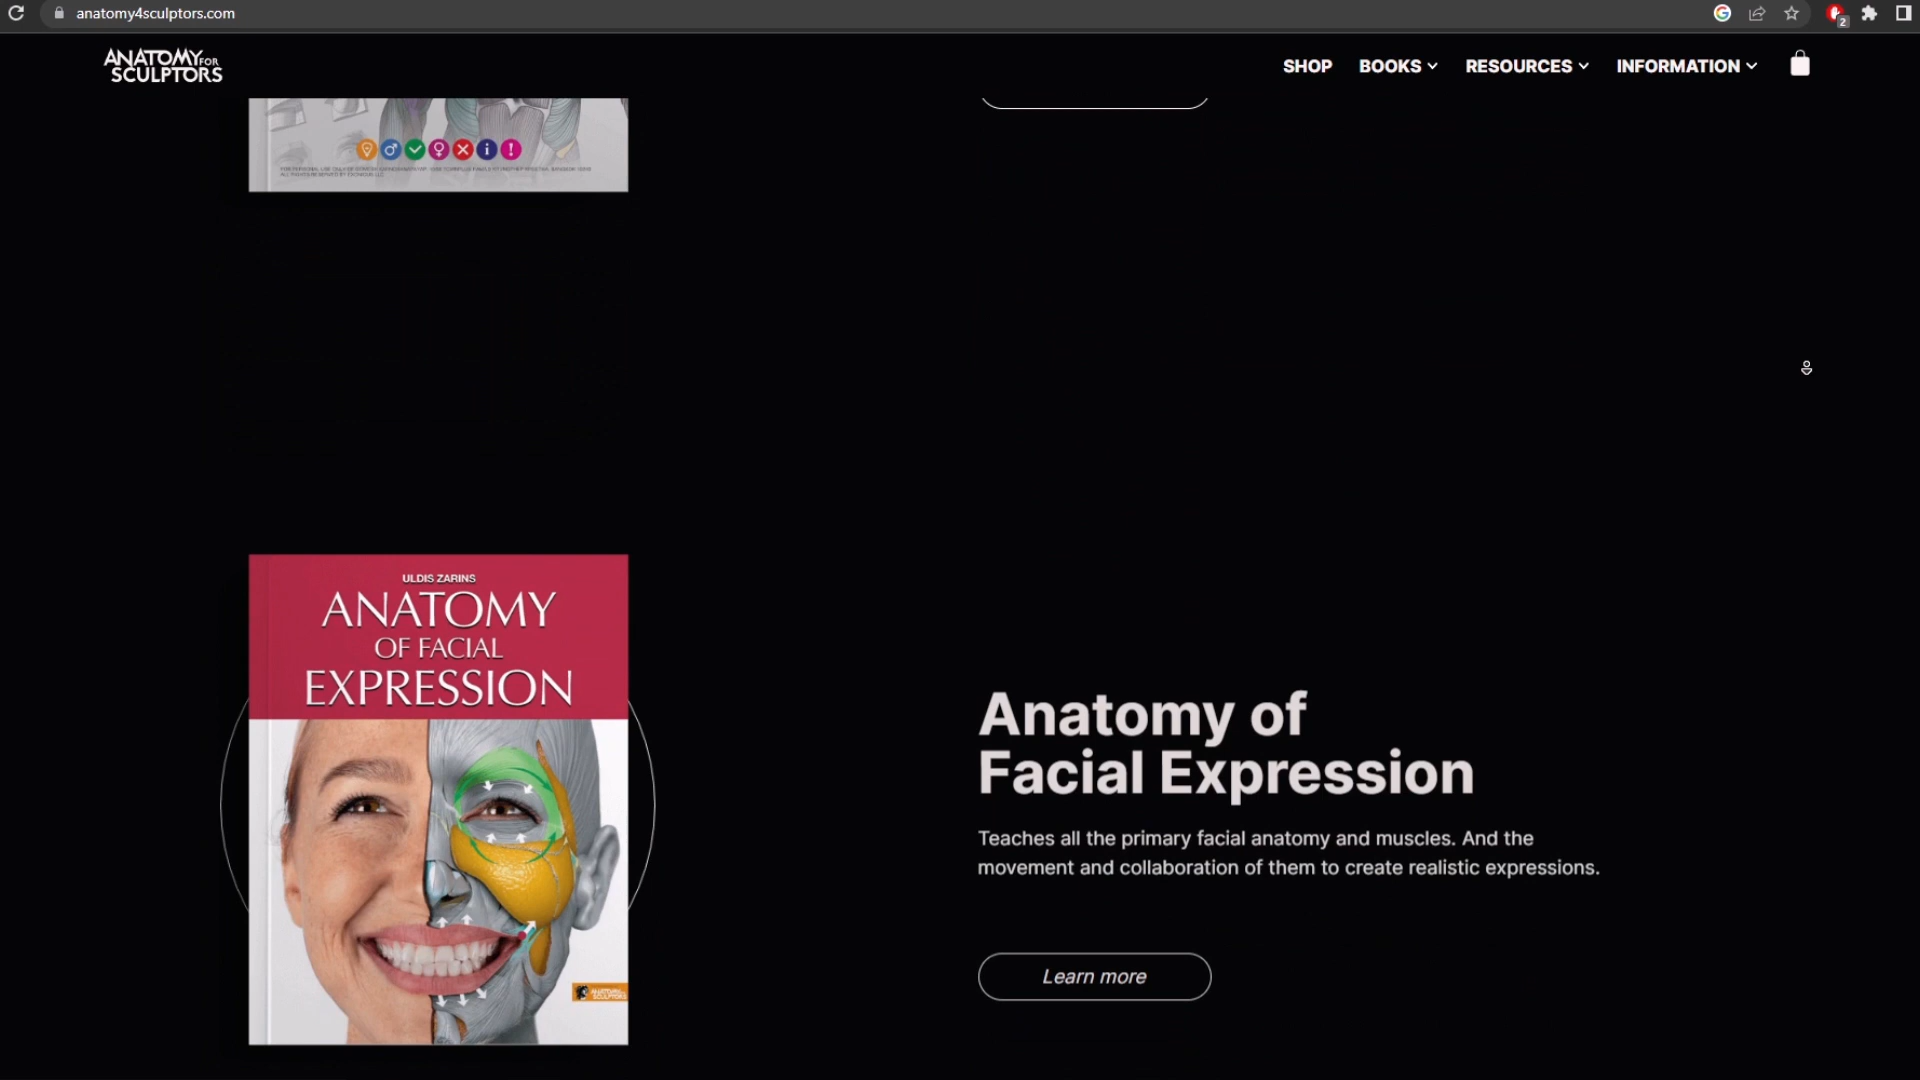 anatomy4sculptors.com
2
ANATOMY FOR
SCULPTORS
SHOP
BOOKS
RESOURCES
INFORMATION
ULDIS ZARINS
ANATOMY
OF FACIAL
EXPRESSION
Anatomy of
Facial Expression
Teaches all the primary facial anatomy and muscles. And the
movement and collaboration of them to create realistic expressions.
Learn more